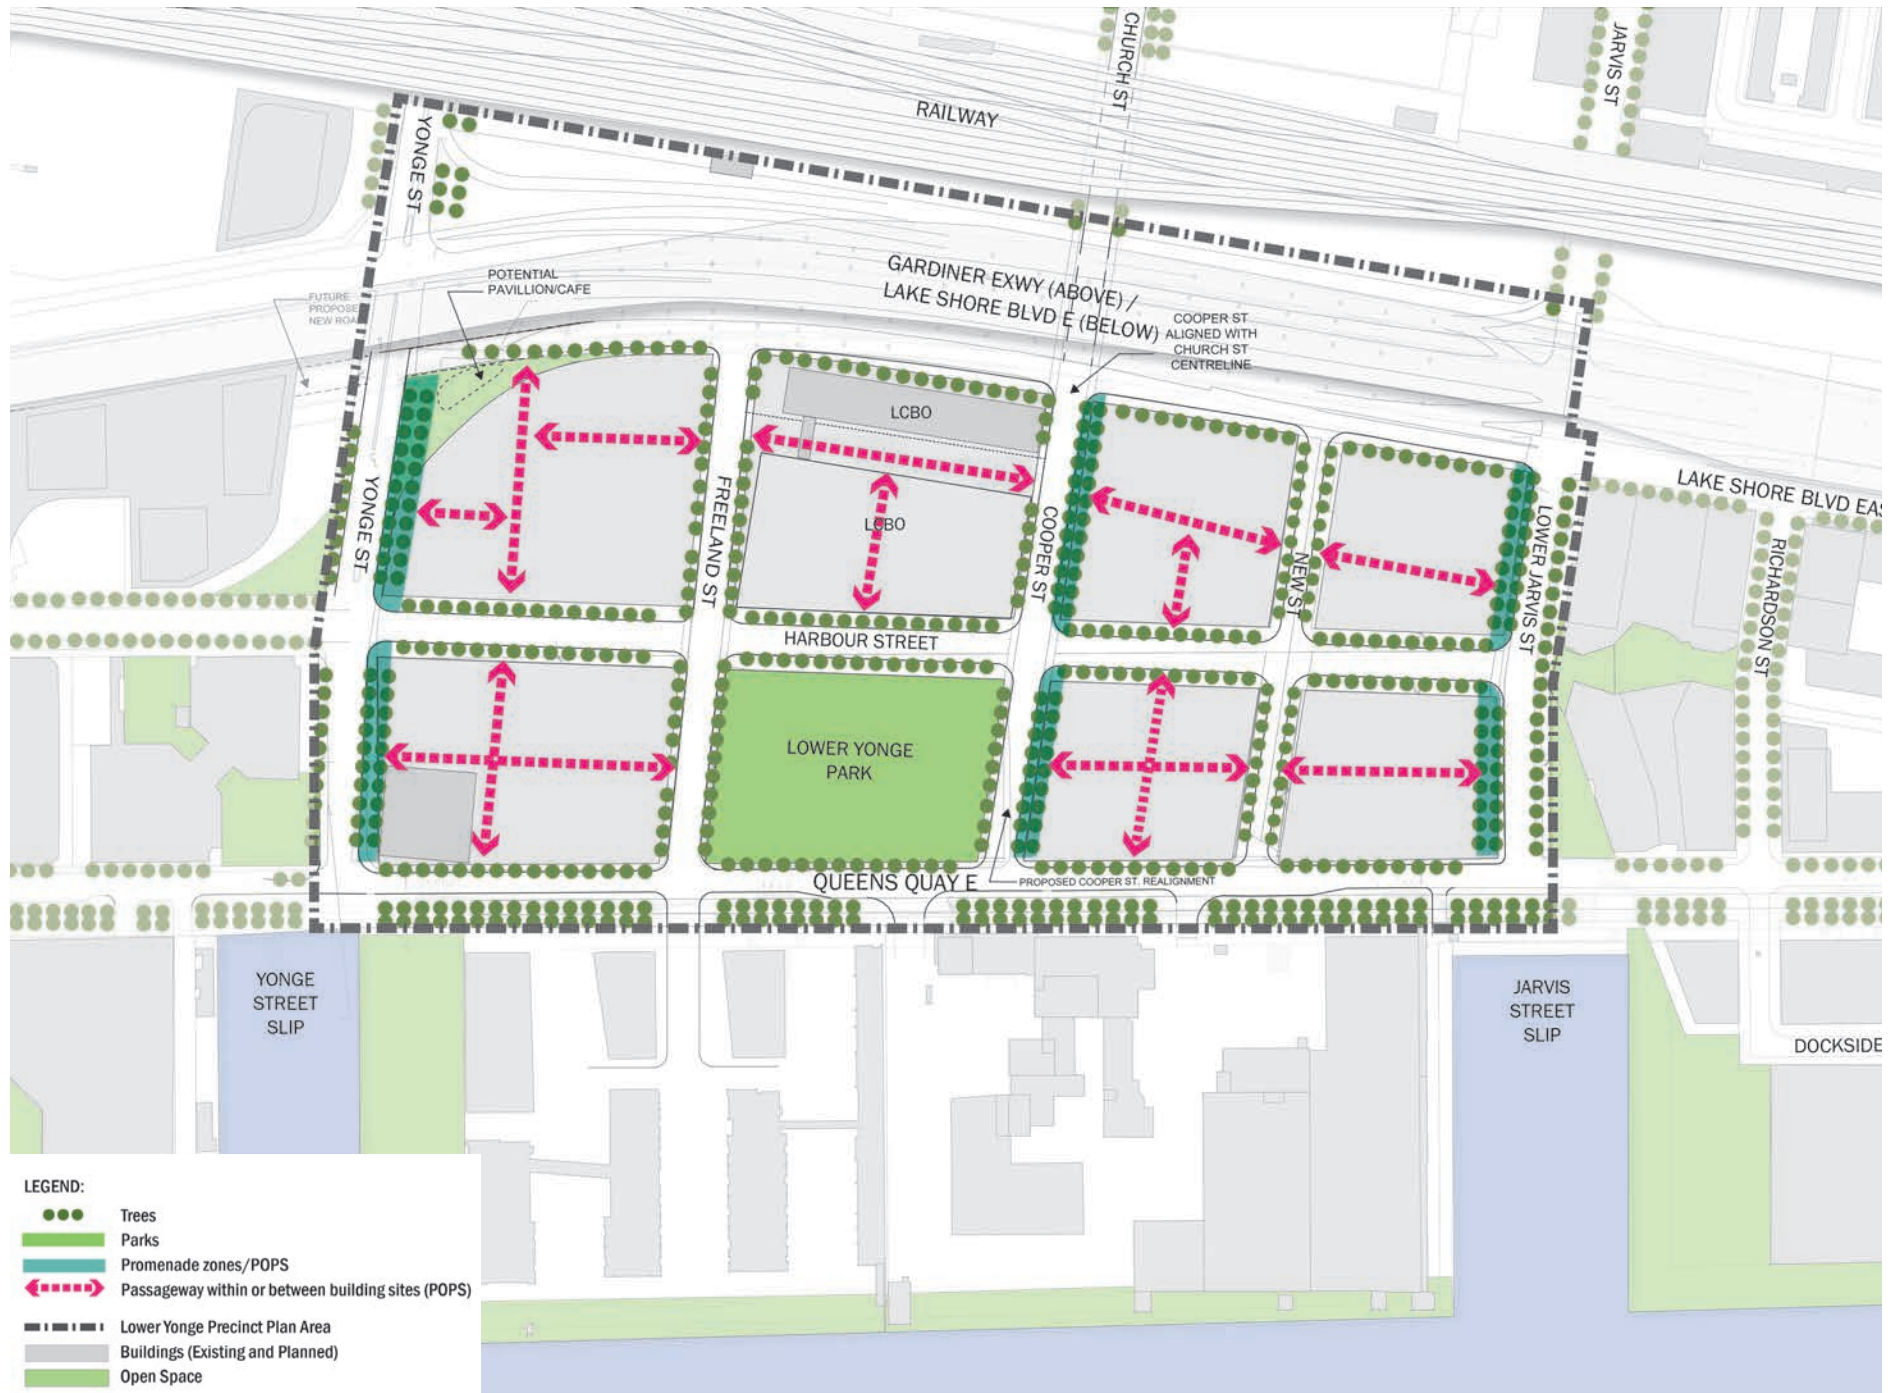 CHURCH ST
JARVIS ST
RAILWAY
YONGE ST
GARDINER EXWY (ABOVE) /
LAKE SHORE BLVD E (BELOW)
POTENTIAL
PAVILLION/CAFE
FUTURE
PROPOSE
NEW ROA
COOPER ST
ALIGNED WITH
CHURCH ST
CENTRELINE
LCBO
LCBO
YONGE ST
FREELAND ST
COOPER ST
NEW ST
LOWER JARVIS ST
LAKE SHORE BLVD EAS
RICHARDSON ST
HARBOUR STREET
LOWER YONGE
PARK
QUEENS QUAY E
PROPOSED COOPER ST. REALIGNMENT
YONGE
STREET
SLIP
JARVIS
STREET
SLIP
DOCKSIDE
LEGEND:
Trees
Parks
Promenade zones/POPS
Passageway within or between building sites (POPS)
Lower Yonge Precinct Plan Area
Buildings (Existing and Planned)
Open Space